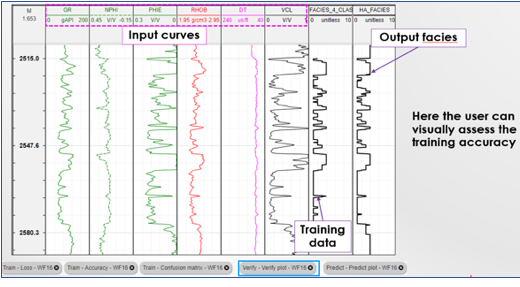 M
1:653
GR
0 gAPI 200
NPHI
0.45 V/V -0.15
PHIE
0.3 V/V 0
RHOB
1.95 g/cm3 2.95
DT
240 us/ft 40
VCL
0 V/V
FACIES_4_CLAS
0 unitless 10
HA_FACIES
0 unitless 10
Input curves
Output facies
2515.0
Here the user can
visually assess the
training accuracy
2547.6
Training
data
2580.3
Train - Loss - WF16
Train - Accuracy - WF16
Train - Confusion matrix - WF16
Verify - Verify plot - WF16
Predict - Predict plot - WF16